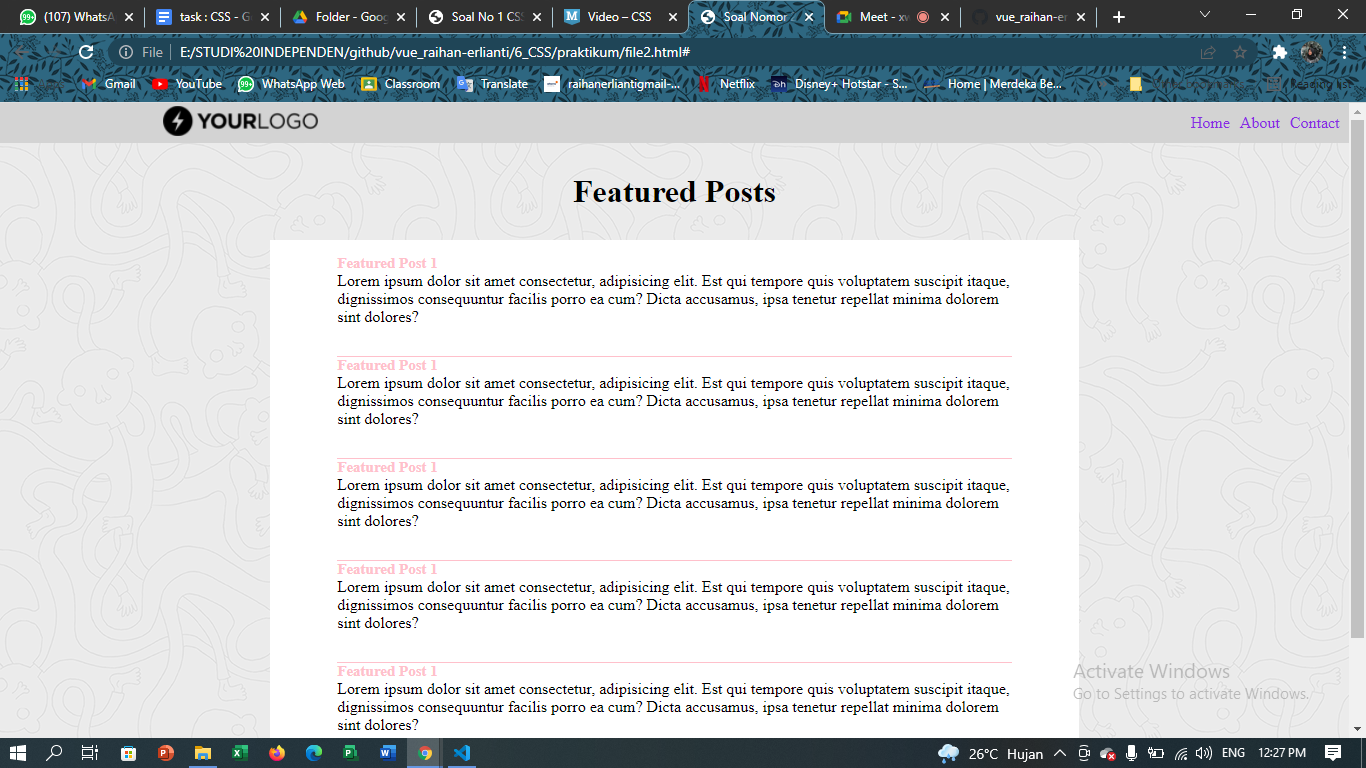 (107) WhatsA
task : CSS - G
Folder - Goog
Soal No 1 CSS
Video – CSS
Soal Nomor
Meet - xw
vue_raihan-er
File
E:/STUDI%20INDEPENDEN/github/vue_raihan-erlianti/6_CSS/praktikum/file2.html#
Gmail
YouTube
99+
WhatsApp Web
Classroom
Translate
raihanerliantigmail-...
Netflix
Disney+ Hotstar - S...
Home | Merdeka Be...
YOURLOGO
Home About Contact
Featured Posts
Featured Post 1
Lorem ipsum dolor sit amet consectetur, adipisicing elit. Est qui tempore quis voluptatem suscipit itaque,
dignissimos consequuntur facilis porro ea cum? Dicta accusamus, ipsa tenetur repellat minima dolorem
sint dolores?
Featured Post 1
Lorem ipsum dolor sit amet consectetur, adipisicing elit. Est qui tempore quis voluptatem suscipit itaque,
dignissimos consequuntur facilis porro ea cum? Dicta accusamus, ipsa tenetur repellat minima dolorem
sint dolores?
Featured Post 1
Lorem ipsum dolor sit amet consectetur, adipisicing elit. Est qui tempore quis voluptatem suscipit itaque,
dignissimos consequuntur facilis porro ea cum? Dicta accusamus, ipsa tenetur repellat minima dolorem
sint dolores?
Featured Post 1
Lorem ipsum dolor sit amet consectetur, adipisicing elit. Est qui tempore quis voluptatem suscipit itaque,
dignissimos consequuntur facilis porro ea cum? Dicta accusamus, ipsa tenetur repellat minima dolorem
sint dolores?
Featured Post 1
Lorem ipsum dolor sit amet consectetur, adipisicing elit. Est qui tempore quis voluptatem suscipit itaque,
dignissimos consequuntur facilis porro ea cum? Dicta accusamus, ipsa tenetur repellat minima dolorem
sint dolores?
Activate Windows
Go to Settings to activate Windows.
26°C Hujan
ENG
12:27 PM